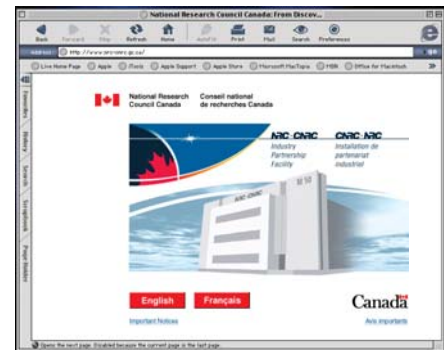 National Research Council Canada: From Discov...
Back Forward Stop Refresh Home AutoFill Print Mail Search Preferences
Address: http://www.nrc-cnrc.gc.ca/
Live Home Page Apple iTools Apple Support Apple Store Microsoft MacTopia MSN Office for Macintosh
Favorites
History
Search
Scrapbook
Page Holder
National Research
Council Canada
Conseil national
de recherches Canada
NRC·CNRC
Industry
Partnership
Facility
CNRC·NRC
Installation de
partenariat
industriel
NRC·CNRC
M 50
English
Français
Canada
Important Notices
Avis importants
Opens the next page. Disabled because the current page is the last page.